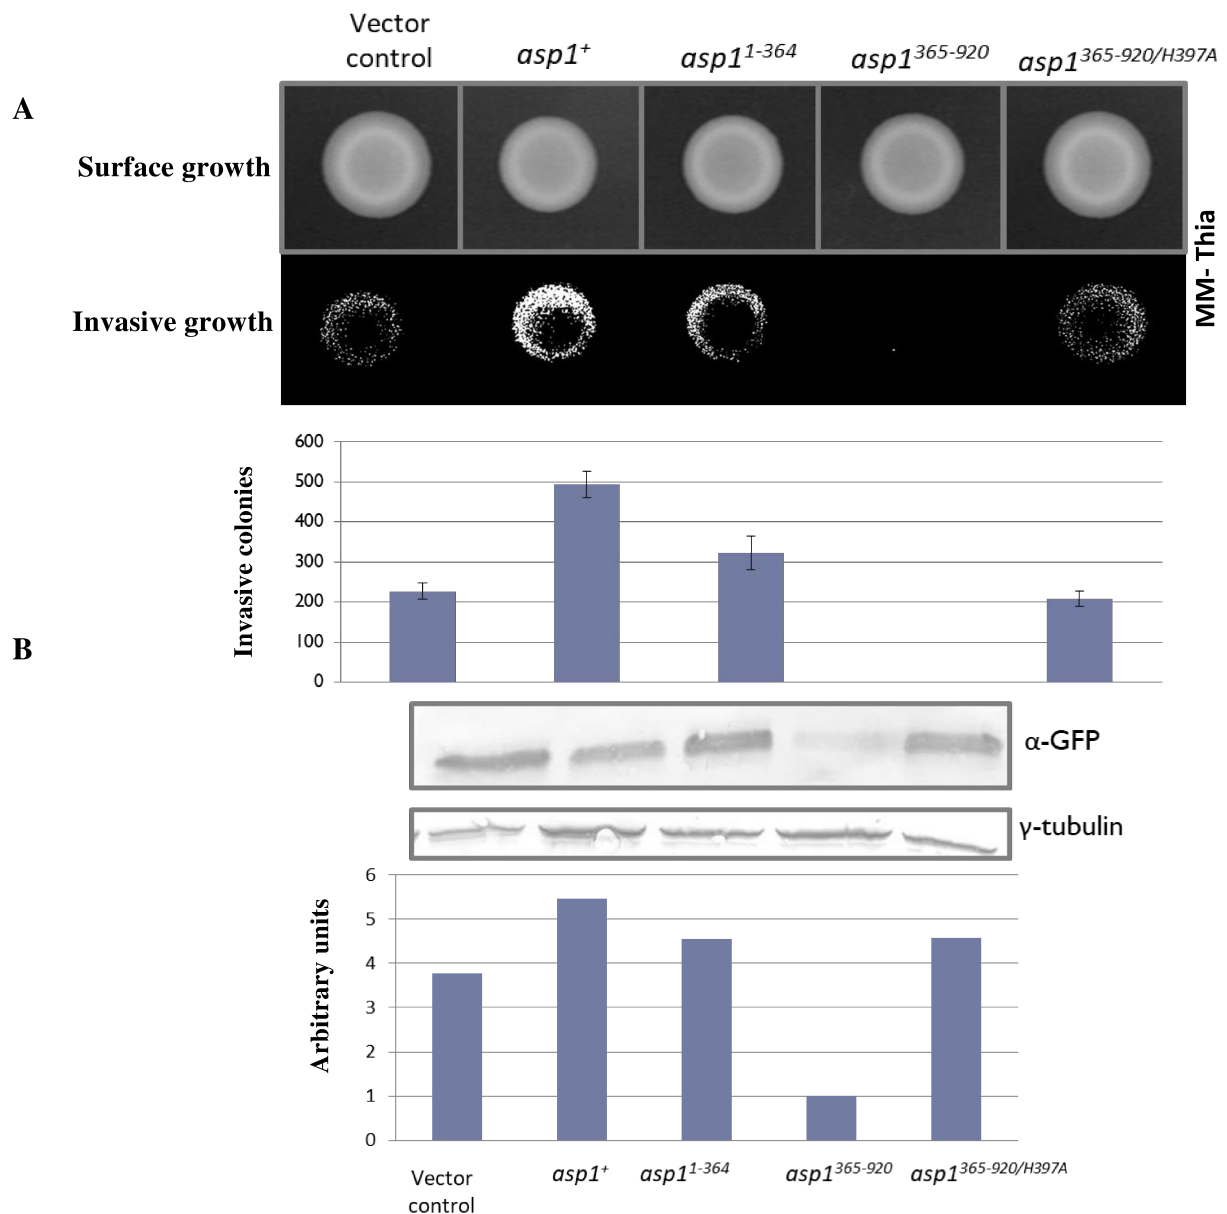 Vector
control
asp1+
asp11-364
asp1365-920
asp1365-920/H397A
A
Surface growth
Invasive growth
MM- Thia
600
500
400
300
200
100
0
Invasive colonies
B
α-GFP
γ-tubulin
6
5
4
3
2
1
0
Arbitrary units
Vector
control
asp1+
asp11-364
asp1365-920
asp1365-920/H397A